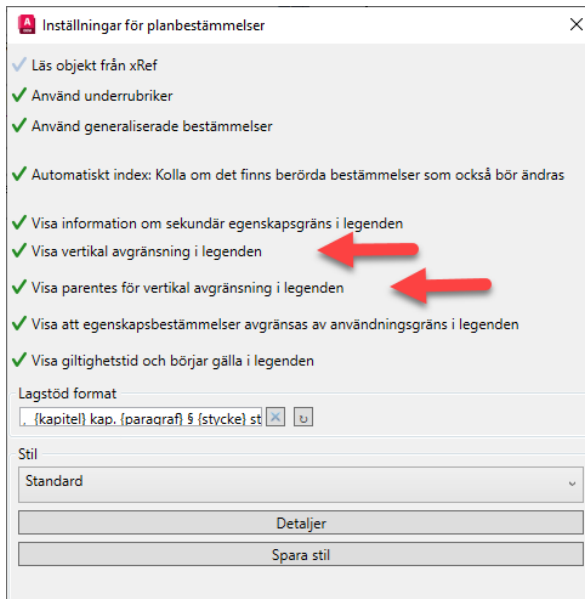 Inställningar för planbestämmelser
Läs objekt från xRef
Använd underrubriker
Använd generaliserade bestämmelser
Automatiskt index: Kolla om det finns berörda bestämmelser som också bör ändras
Visa information om sekundär egenskapsgräns i legenden
Visa vertikal avgränsning i legenden
Visa parentes för vertikal avgränsning i legenden
Visa att egenskapsbestämmelser avgränsas av användningsgräns i legenden
Visa giltighetstid och börjar gälla i legenden
Lagstöd format
, {kapitel} kap. {paragraf} § {stycke} st
Stil
Standard
Detaljer
Spara stil